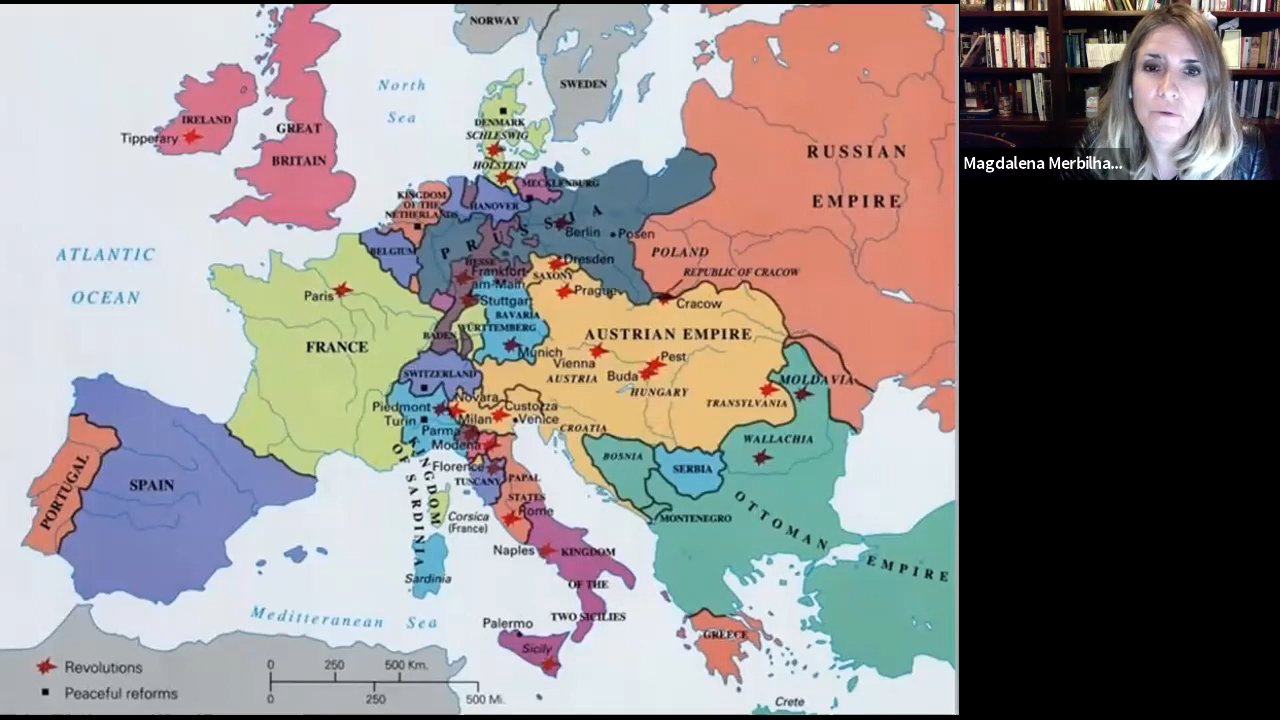 NORWAY
SWEDEN
North
Sea
DENMARK
SCHLESWIG
HOLSTEIN
IRELAND
Tipperary
GREAT
BRITAIN
RUSSIAN
EMPIRE
KINGDOM
OF THE
NETHERLANDS
MECKLENBURG
HANOVER
PRUSSIA
Berlin
Posen
BELGIUM
HESSE
Frankfort-
am-Main
SAXONY
Dresden
POLAND
REPUBLIC OF CRACOW
Cracow
Prague
ATLANTIC
OCEAN
Paris
FRANCE
Stuttgart
BAVARIA
WÜRTTEMBERG
BADEN
Munich
AUSTRIAN EMPIRE
Vienna
AUSTRIA
Pest
Buda
HUNGARY
TRANSYLVANIA
MOLDAVIA
SWITZERLAND
Piedmont
Turin
Novara
Milan
Custozza
Venice
CROATIA
Parma
Modena
Florence
TUSCANY
PAPAL
STATES
Rome
KINGDOM
OF SARDINIA
Corsica
(France)
Sardinia
Naples
KINGDOM
OF THE
TWO SICILIES
Palermo
Sicily
WALLACHIA
BOSNIA
SERBIA
MONTENEGRO
OTTOMAN
EMPIRE
GREECE
Crete
PORTUGAL
SPAIN
Mediterranean Sea
Revolutions
Peaceful reforms
0 250 500 Km.
0 250 500 Mi.
Magdalena Merbilha...